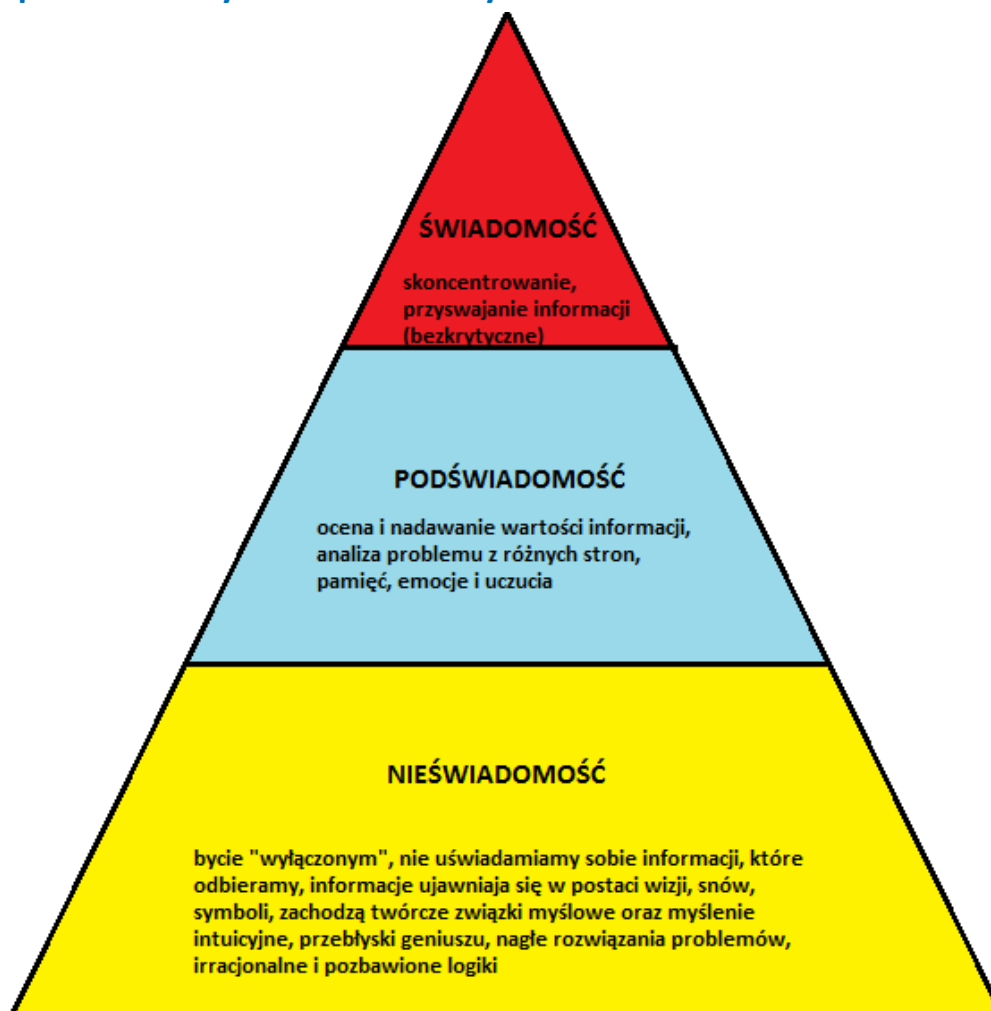 ŚWIADOMOŚĆ
skoncentrowanie,
przyswajanie informacji
(bezkrytyczne)
PODŚWIADOMOŚĆ
ocena i nadawanie wartości informacji,
analiza problemu z różnych stron,
pamięć, emocje i uczucia
NIEŚWIADOMOŚĆ
bycie "wyłączonym", nie uświadamiamy sobie informacji, które
odbieramy, informacje ujawniaja się w postaci wizji, snów,
symboli, zachodzą twórcze związki myślowe oraz myślenie
intuicyjne, przebłyski geniuszu, nagłe rozwiązania problemów,
irracjonalne i pozbawione logiki